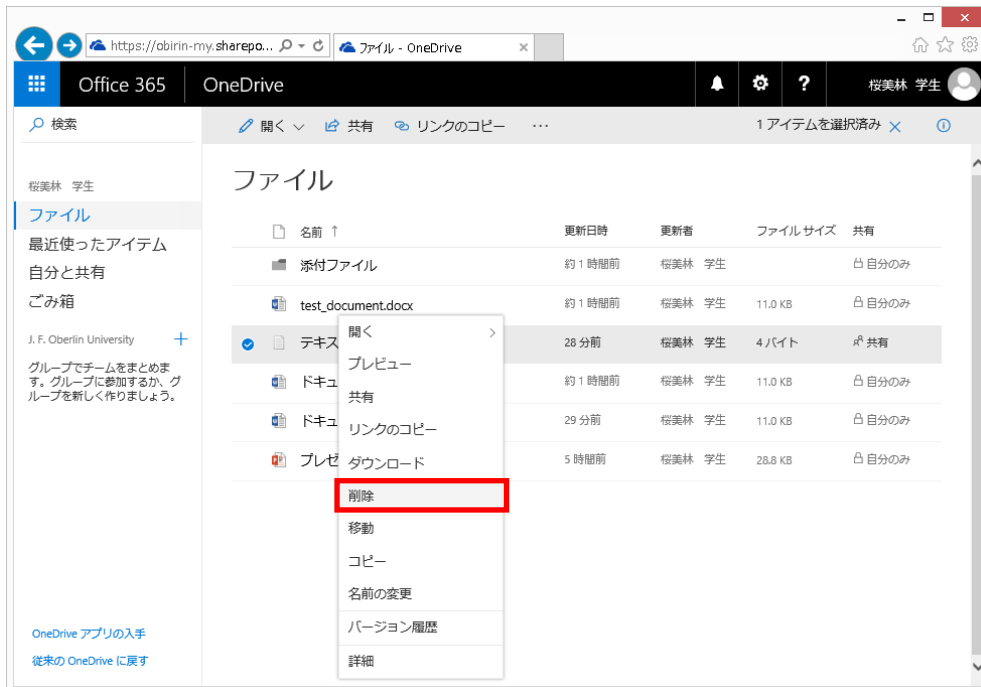 https://obirin-my.sharepo... ファイル - OneDrive
Office 365 OneDrive ? 桜美林 学生
検索 開く 共有 リンクのコピー ... 1 アイテムを選択済み
ファイル
桜美林 学生
ファイル
最近使ったアイテム
自分と共有
ごみ箱
J. F. Oberlin University
グループでチームをまとめま
す。グループに参加するか、グ
ループを新しく作りましょう。
名前 ↑ 更新日時 更新者 ファイル サイズ 共有
添付ファイル 約 1 時間前 桜美林 学生 自分のみ
test_document.docx 約 1 時間前 桜美林 学生 11.0 KB 自分のみ
テキス 28 分前 桜美林 学生 4 バイト 共有
ドキュ 約 1 時間前 桜美林 学生 11.0 KB 自分のみ
ドキュ 29 分前 桜美林 学生 11.0 KB 自分のみ
プレゼ 5 時間前 桜美林 学生 28.8 KB 自分のみ
開く
プレビュー
共有
リンクのコピー
ダウンロード
削除
移動
コピー
名前の変更
バージョン履歴
詳細
OneDrive アプリの入手
従来の OneDrive に戻す